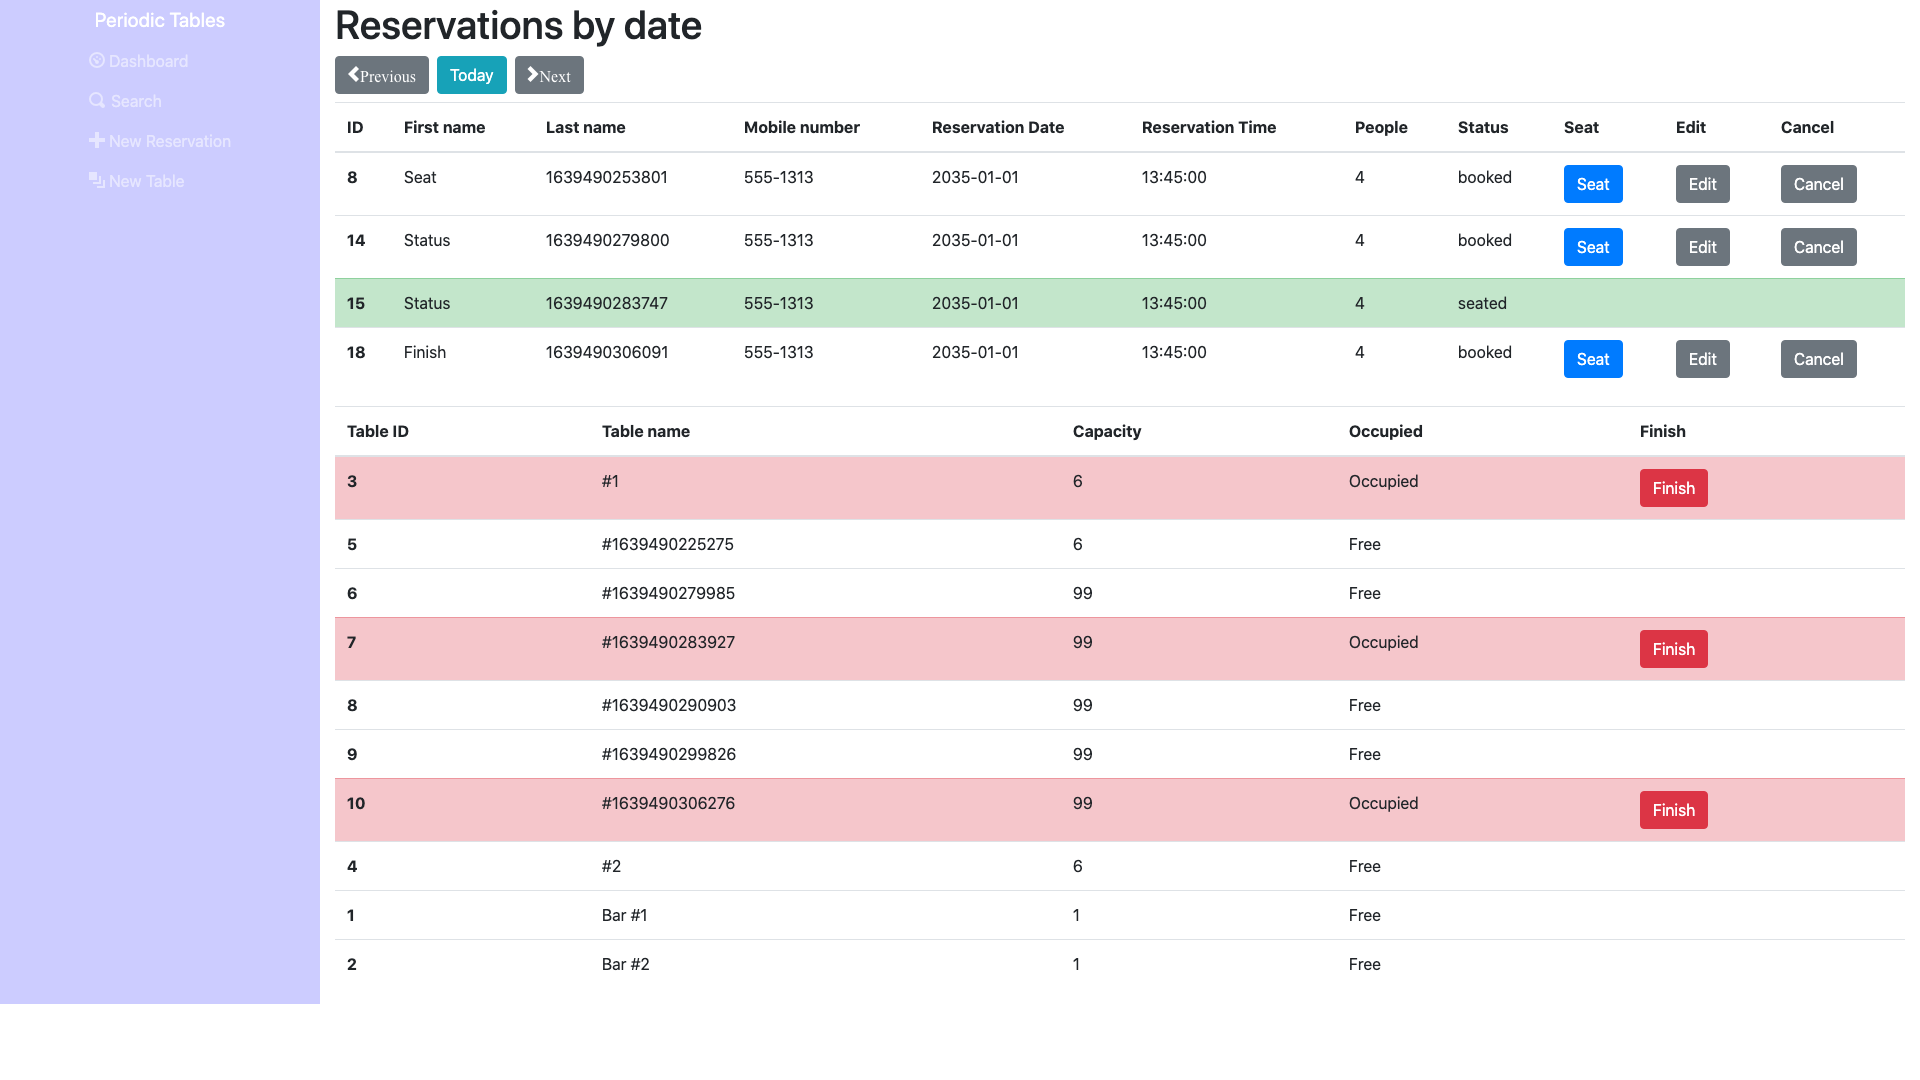 Periodic Tables
Dashboard
Search
New Reservation
New Table
Reservations by date
Previous Today Next
ID First name Last name Mobile number Reservation Date Reservation Time People Status Seat Edit Cancel
8 Seat 1639490253801 555-1313 2035-01-01 13:45:00 4 booked Seat Edit Cancel
14 Status 1639490279800 555-1313 2035-01-01 13:45:00 4 booked Seat Edit Cancel
15 Status 1639490283747 555-1313 2035-01-01 13:45:00 4 seated
18 Finish 1639490306091 555-1313 2035-01-01 13:45:00 4 booked Seat Edit Cancel
Table ID Table name Capacity Occupied Finish
3 #1 6 Occupied Finish
5 #1639490225275 6 Free
6 #1639490279985 99 Free
7 #1639490283927 99 Occupied Finish
8 #1639490290903 99 Free
9 #1639490299826 99 Free
10 #1639490306276 99 Occupied Finish
4 #2 6 Free
1 Bar #1 1 Free
2 Bar #2 1 Free